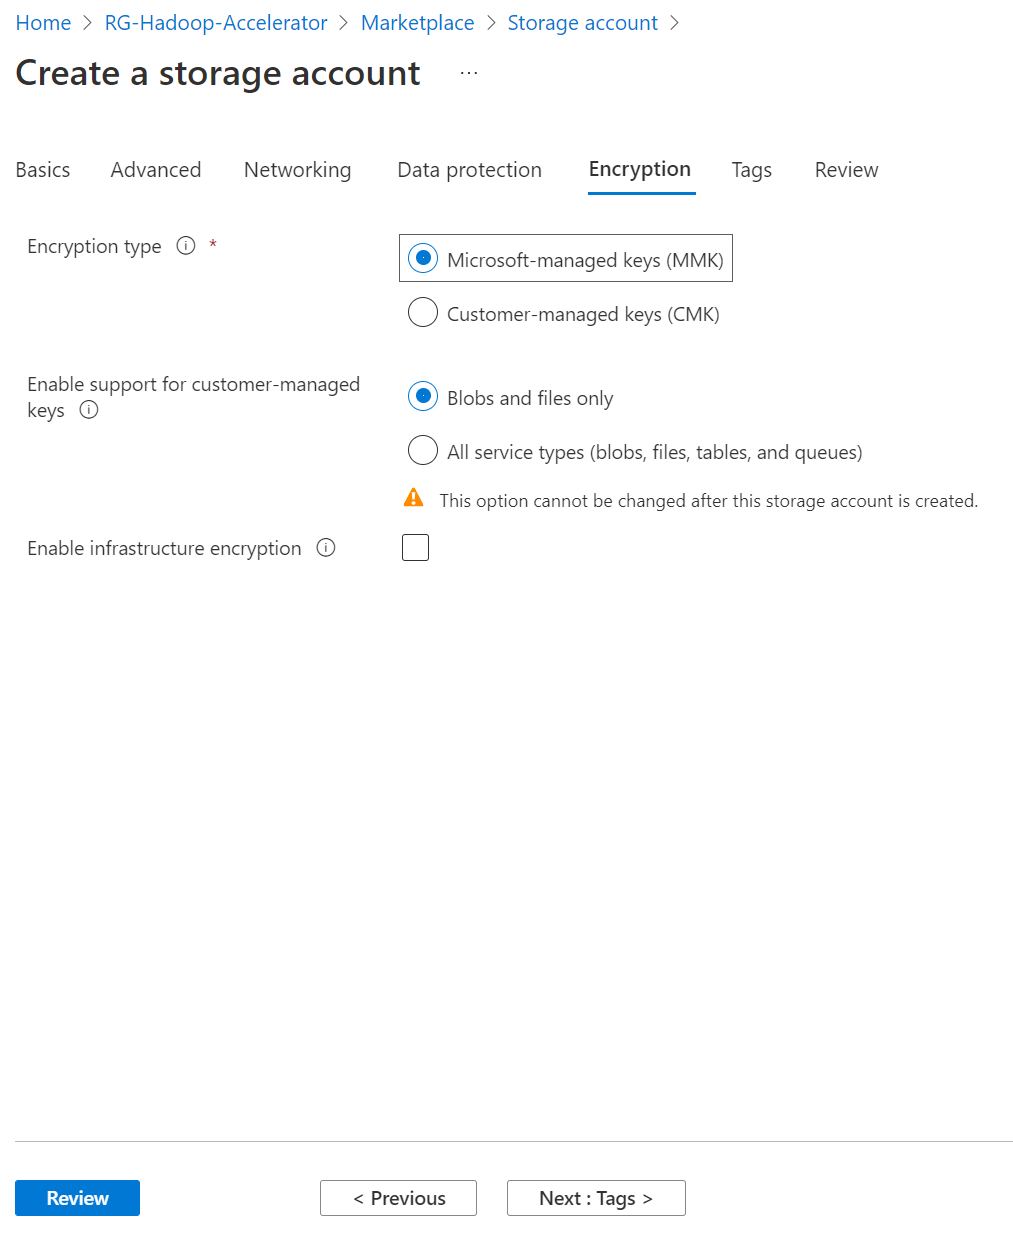 Home > RG-Hadoop-Accelerator > Marketplace > Storage account >
Create a storage account ...
Basics Advanced Networking Data protection Encryption Tags Review
Encryption type *
Microsoft-managed keys (MMK)
Customer-managed keys (CMK)
Enable support for customer-managed
keys
Blobs and files only
All service types (blobs, files, tables, and queues)
This option cannot be changed after this storage account is created.
Enable infrastructure encryption
Review < Previous Next : Tags >